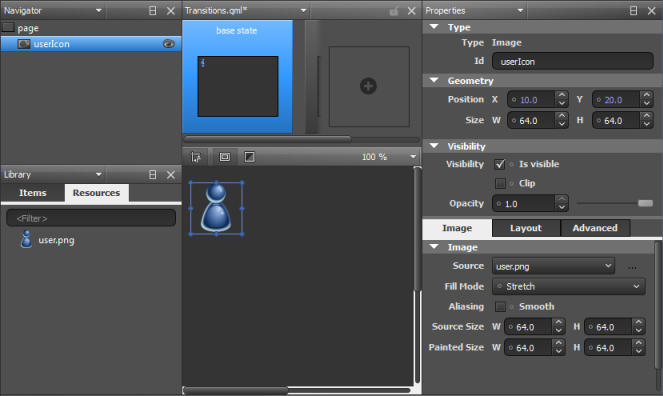 Navigator
page
userIcon
Library
Items Resources
<Filter>
user.png
Transitions.qml*
base state
100 %
Properties
Type
Type Image
Id userIcon
Geometry
Position X 10.0 Y 20.0
Size W 64.0 H 64.0
Visibility
Visibility Is visible
Clip
Opacity 1.0
Image Layout Advanced
Image
Source user.png ...
Fill Mode Stretch
Aliasing Smooth
Source Size W 64.0 H 64.0
Painted Size W 64.0 H 64.0